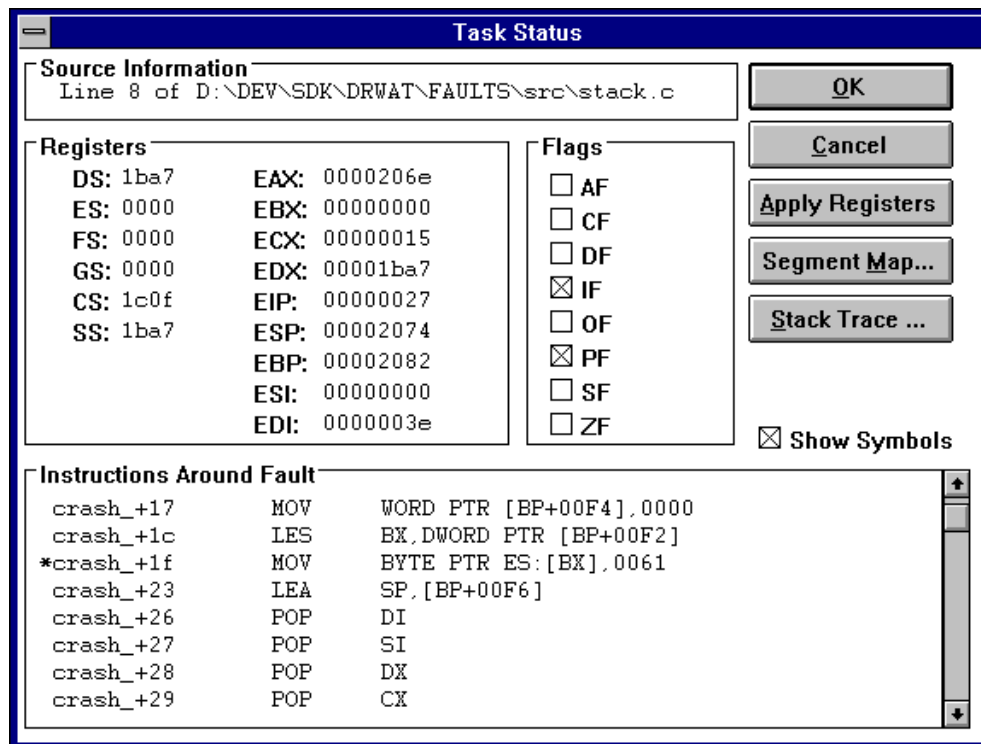 Task Status
Source Information
Line 8 of D:\DEV\SDK\DRWAT\FAULTS\src\stack.c
OK
Cancel
Apply Registers
Segment Map...
Stack Trace ...
Registers
DS: 1ba7 EAX: 0000206e
ES: 0000 EBX: 00000000
FS: 0000 ECX: 00000015
GS: 0000 EDX: 00001ba7
CS: 1c0f EIP: 00000027
SS: 1ba7 ESP: 00002074
EBP: 00002082
ESI: 00000000
EDI: 0000003e
Flags
AF
CF
DF
IF
OF
PF
SF
ZF
Show Symbols
Instructions Around Fault
crash_+17 MOV WORD PTR [BP+00F4],0000
crash_+1c LES BX,DWORD PTR [BP+00F2]
*crash_+1f MOV BYTE PTR ES:[BX],0061
crash_+23 LEA SP,[BP+00F6]
crash_+26 POP DI
crash_+27 POP SI
crash_+28 POP DX
crash_+29 POP CX